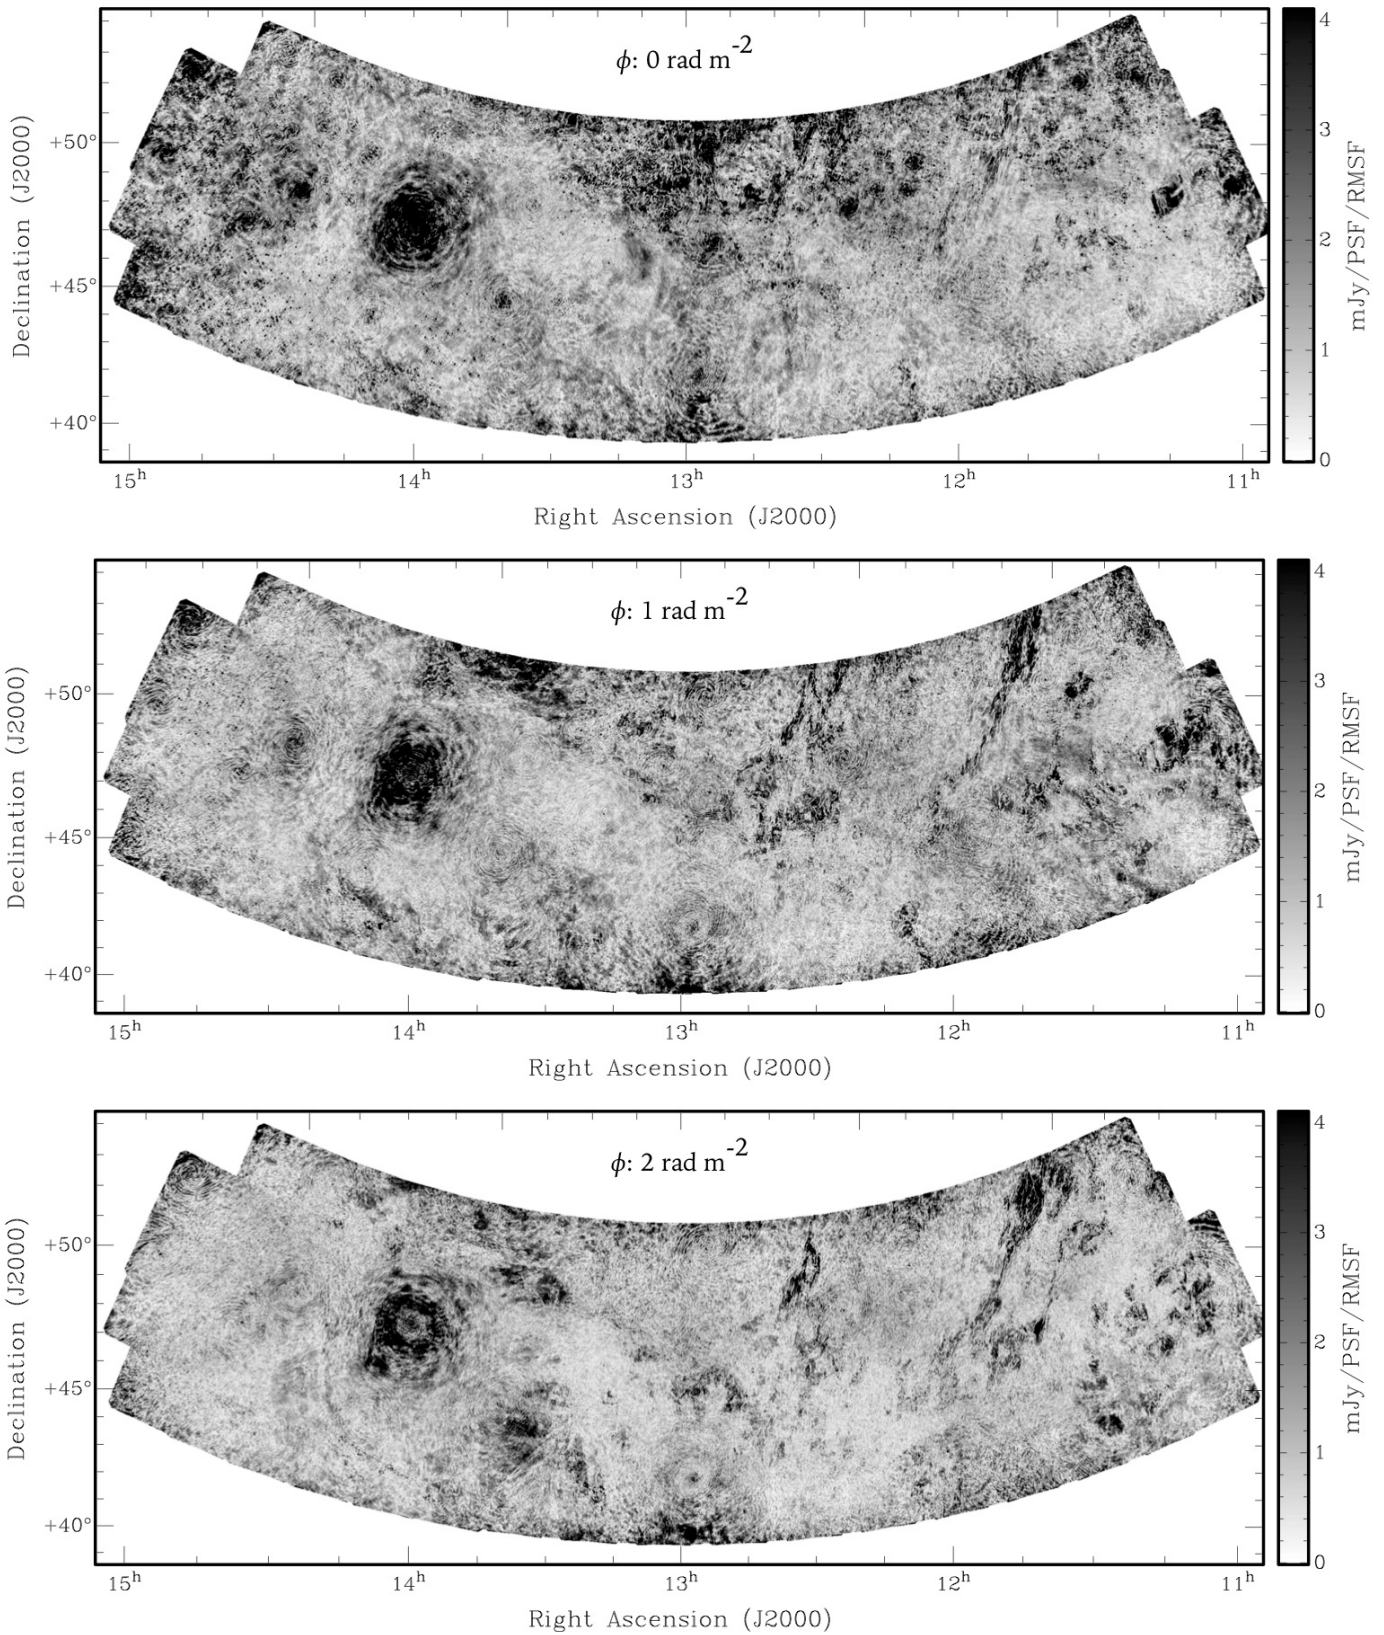 ϕ: 0 rad m-2
4
3
2
1
0
mJy/PSF/RMSF
+50°
+45°
+40°
Declination (J2000)
15h 14h 13h 12h 11h
Right Ascension (J2000)
ϕ: 1 rad m-2
4
3
2
1
0
mJy/PSF/RMSF
+50°
+45°
+40°
Declination (J2000)
15h 14h 13h 12h 11h
Right Ascension (J2000)
ϕ: 2 rad m-2
4
3
2
1
0
mJy/PSF/RMSF
+50°
+45°
+40°
Declination (J2000)
15h 14h 13h 12h 11h
Right Ascension (J2000)